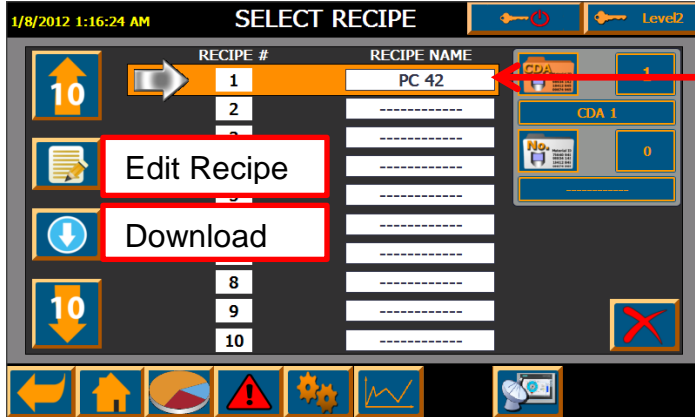 1/8/2012 1:16:24 AM SELECT RECIPE Level2
RECIPE # RECIPE NAME
10
1 PC 42
CDA 1
2 ------------
CDA 1
------------
No. 0
Edit Recipe
------------
------------
------------
Download
------------
------------
8 ------------
10
9 ------------
10 ------------